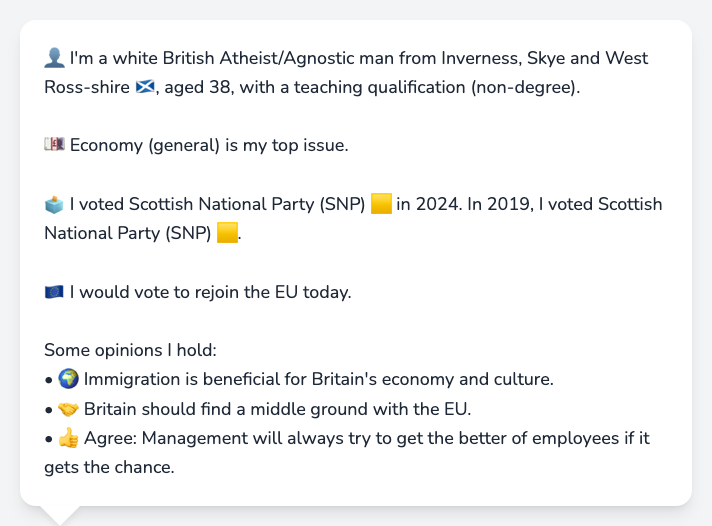 👤 I'm a white British Atheist/Agnostic man from Inverness, Skye and West
Ross-shire 🏴󠁧󠁢󠁳󠁣󠁴󠁿, aged 38, with a teaching qualification (non-degree).
💷 Economy (general) is my top issue.
🗳️ I voted Scottish National Party (SNP) 🟨 in 2024. In 2019, I voted Scottish
National Party (SNP) 🟨.
🇪🇺 I would vote to rejoin the EU today.
Some opinions I hold:
• 🌍 Immigration is beneficial for Britain's economy and culture.
• 🤝 Britain should find a middle ground with the EU.
• 👍 Agree: Management will always try to get the better of employees if it
gets the chance.